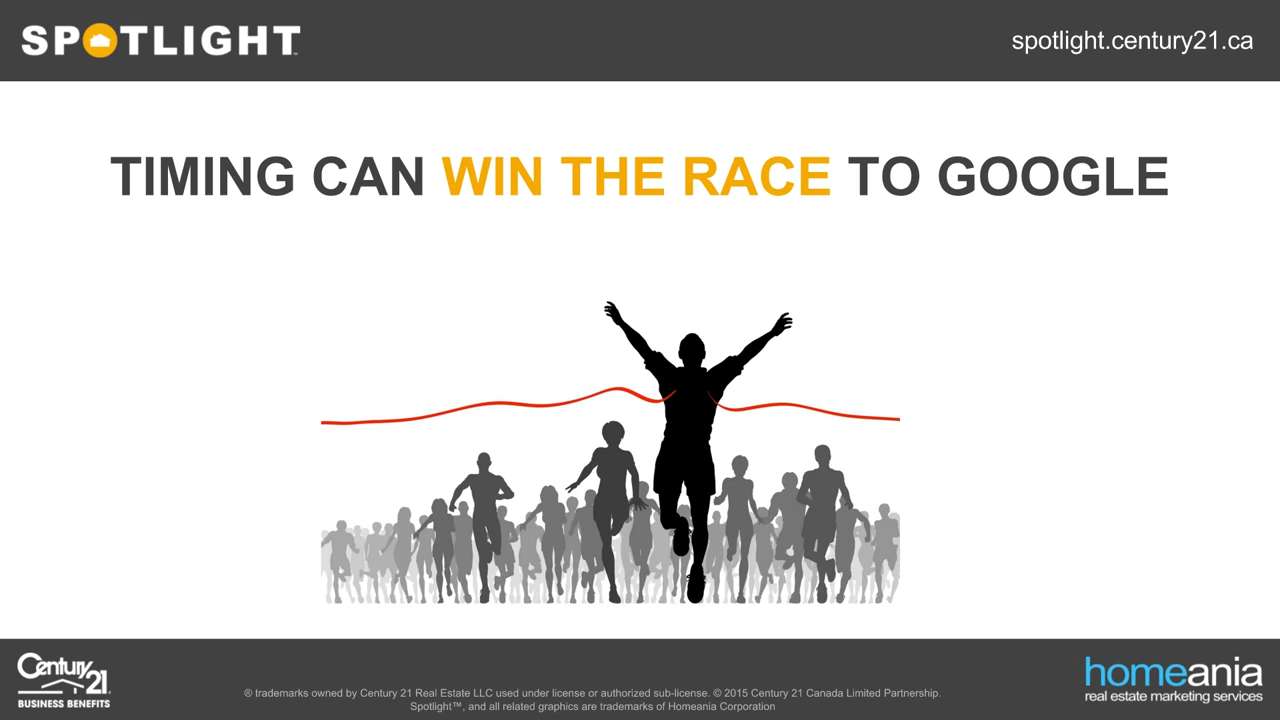 SPOTLIGHT™
spotlight.century21.ca
TIMING CAN WIN THE RACE TO GOOGLE
Century 21®
BUSINESS BENEFITS
® trademarks owned by Century 21 Real Estate LLC used under license or authorized sub-license. © 2015 Century 21 Canada Limited Partnership.
Spotlight™, and all related graphics are trademarks of Homeania Corporation
homeania
real estate marketing services